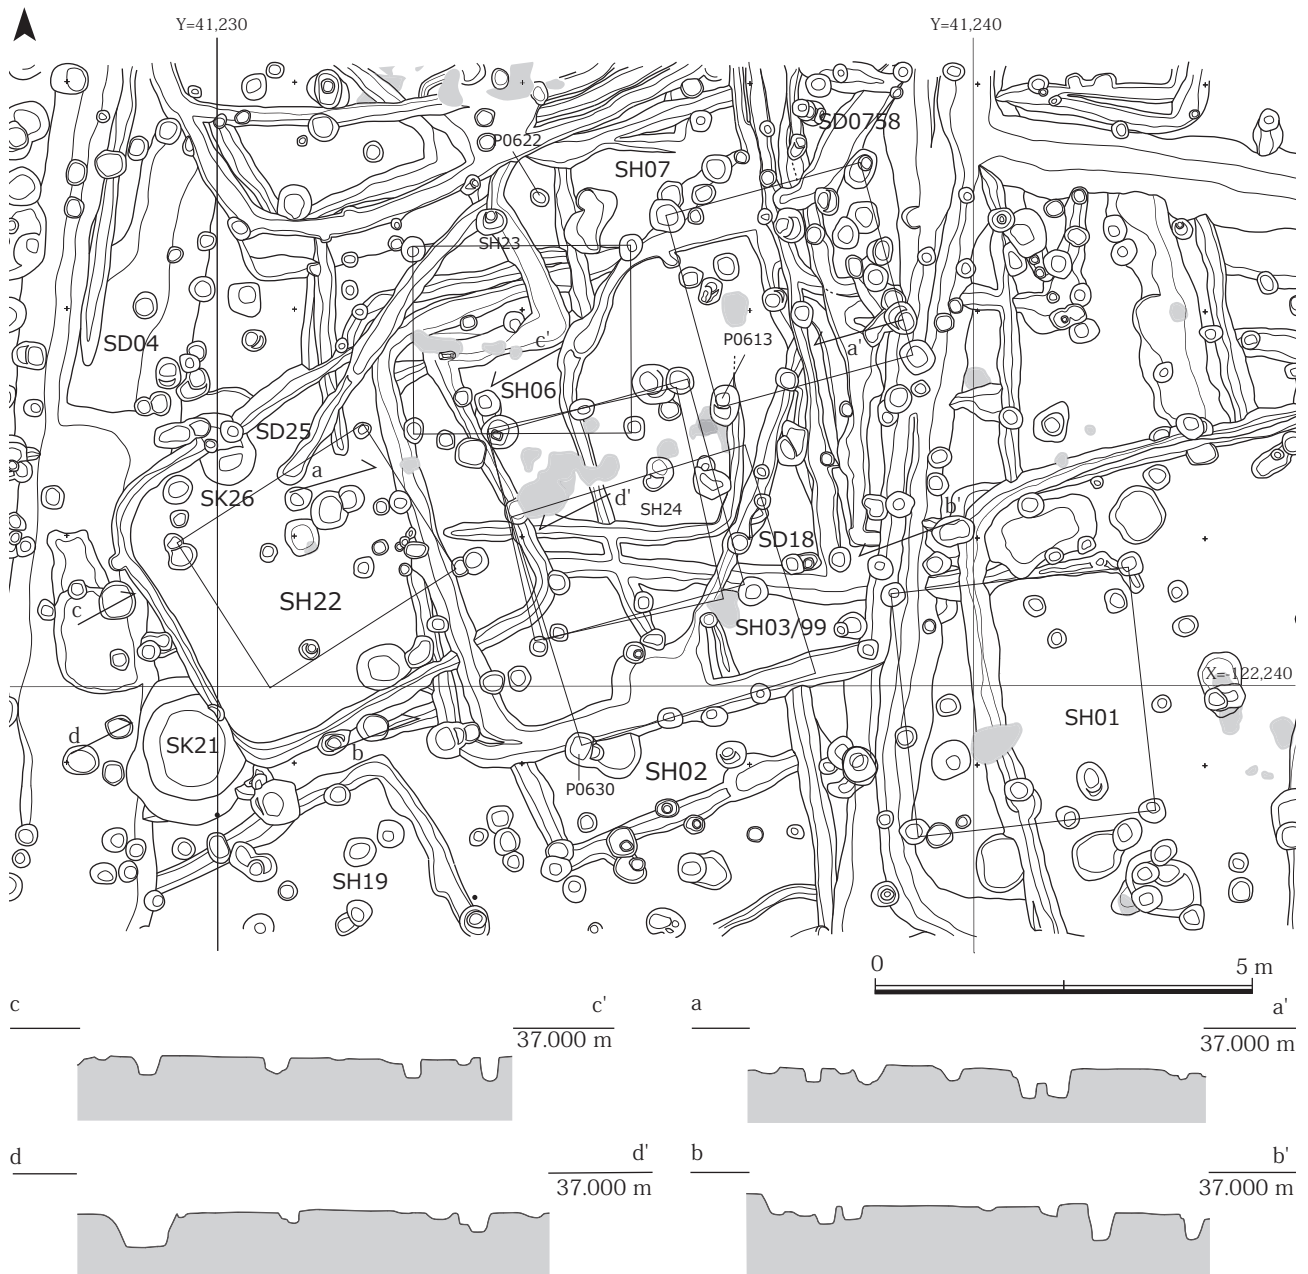 Y=41,230
Y=41,240
SD0758
P0622
SH07
SH23
SD04
P0613
c'
a'
SH06
SD25
a
SK26
d'
b'
SH24
SD18
SH22
c
SH03/99
X=-122,240
SH01
d
SK21
b
SH02
P0630
SH19
0
5 m
c
c'
37.000 m
a
a'
37.000 m
d
d'
37.000 m
b
b'
37.000 m